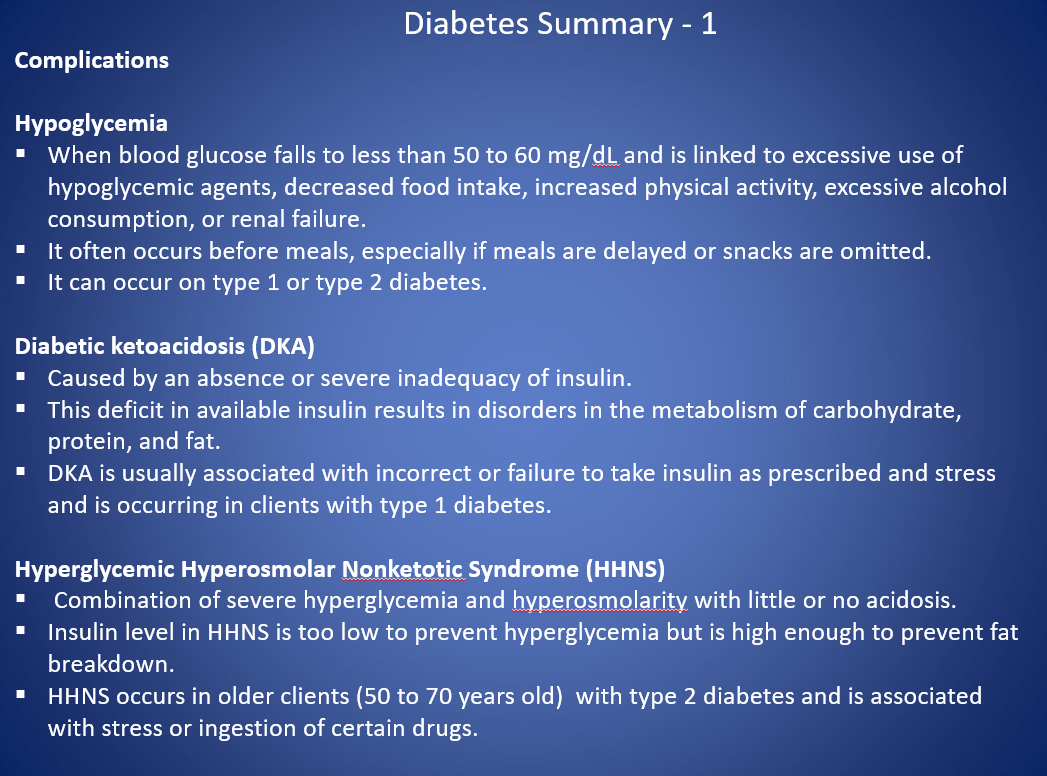 Diabetes Summary - 1
Complications
Hypoglycemia
▪ When blood glucose falls to less than 50 to 60 mg/dL and is linked to excessive use of
hypoglycemic agents, decreased food intake, increased physical activity, excessive alcohol
consumption, or renal failure.
▪ It often occurs before meals, especially if meals are delayed or snacks are omitted.
▪ It can occur on type 1 or type 2 diabetes.
Diabetic ketoacidosis (DKA)
▪ Caused by an absence or severe inadequacy of insulin.
▪ This deficit in available insulin results in disorders in the metabolism of carbohydrate,
protein, and fat.
▪ DKA is usually associated with incorrect or failure to take insulin as prescribed and stress
and is occurring in clients with type 1 diabetes.
Hyperglycemic Hyperosmolar Nonketotic Syndrome (HHNS)
▪ Combination of severe hyperglycemia and hyperosmolarity with little or no acidosis.
▪ Insulin level in HHNS is too low to prevent hyperglycemia but is high enough to prevent fat
breakdown.
▪ HHNS occurs in older clients (50 to 70 years old) with type 2 diabetes and is associated
with stress or ingestion of certain drugs.